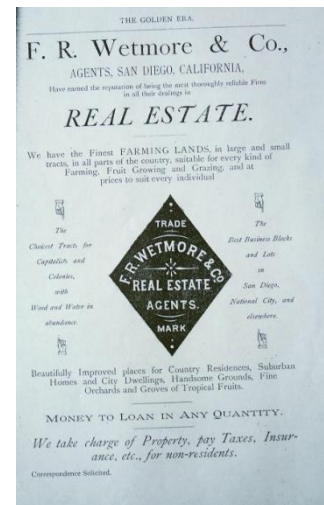 THE GOLDEN ERA.
F. R. Wetmore & Co.,
AGENTS, SAN DIEGO, CALIFORNIA,
Have earned the reputation of being the most thoroughly reliable Firm
in all their dealings in
REAL ESTATE.
We have the Finest FARMING LANDS, in large and small
tracts, in all parts of the country, suitable for every kind of
Farming, Fruit Growing and Grazing, and at
prices to suit every individual
The
Choicest Tracts for
Capitalists and
Colonies,
with
Wood and Water in
abundance.
TRADE
F. R. WETMORE & CO
REAL ESTATE
AGENTS.
MARK
The
Best Business Blocks
and Lots
in
San Diego,
National City, and
elsewhere.
Beautifully Improved places for Country Residences, Suburban
Homes and City Dwellings, Handsome Grounds, Fine
Orchards and Groves of Tropical Fruits.
MONEY TO LOAN IN ANY QUANTITY.
We take charge of Property, pay Taxes, Insur-
ance, etc., for non-residents.
Correspondence Solicited.